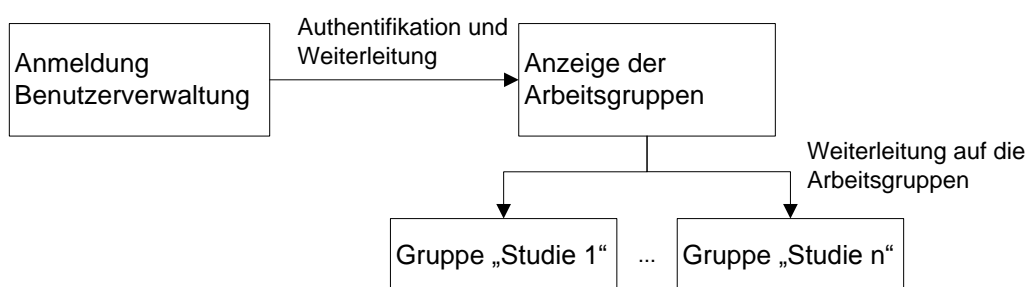 Authentifikation und
Weiterleitung
Anmeldung
Benutzerverwaltung
Anzeige der
Arbeitsgruppen
Weiterleitung auf die
Arbeitsgruppen
Gruppe „Studie 1“
...
Gruppe „Studie n“